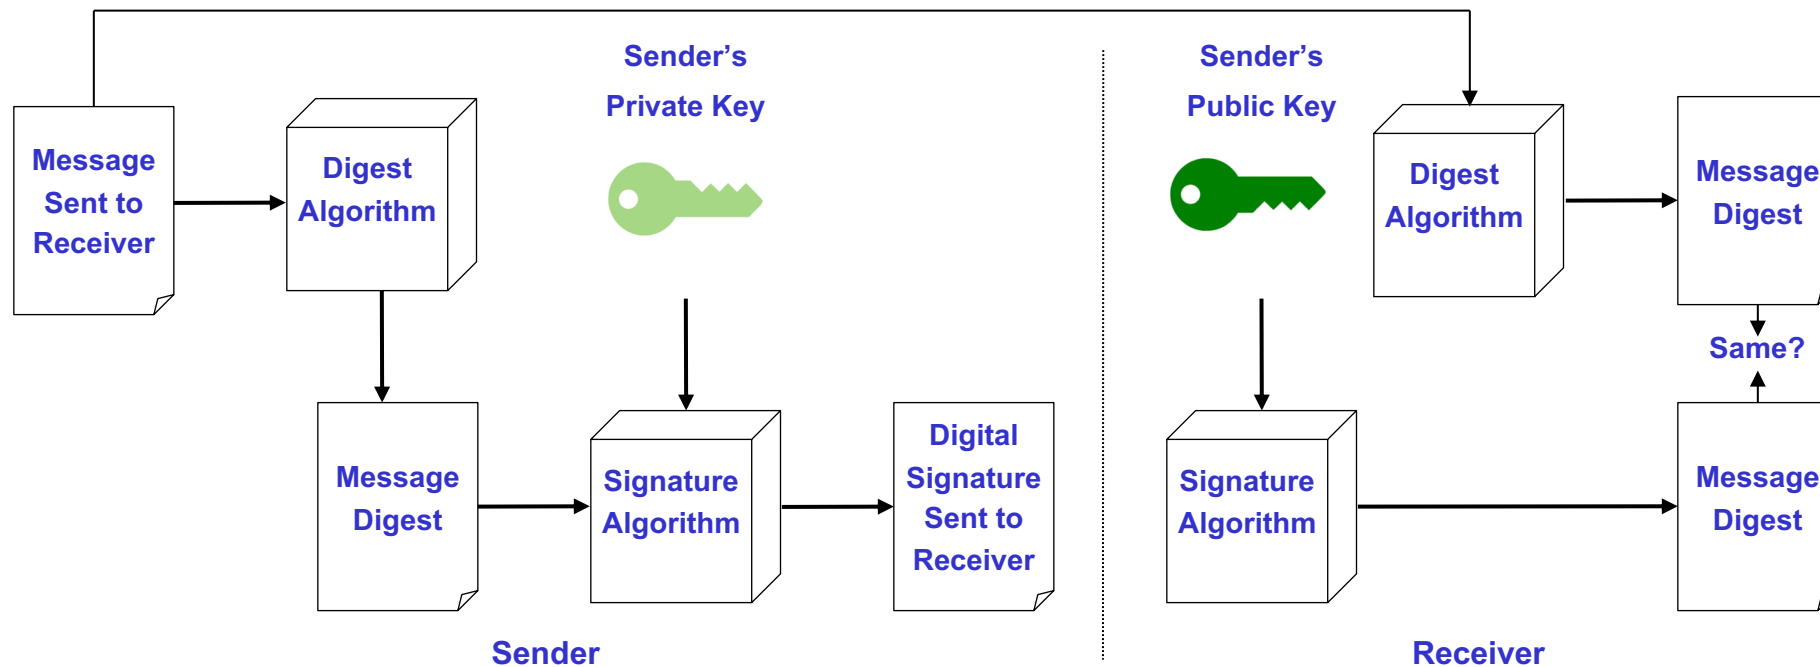 Sender’s
Private Key
Sender’s
Public Key
Message
Sent to
Receiver
Digest
Algorithm
Digest
Algorithm
Message
Digest
Same?
Message
Digest
Signature
Algorithm
Digital
Signature
Sent to
Receiver
Signature
Algorithm
Message
Digest
Sender
Receiver